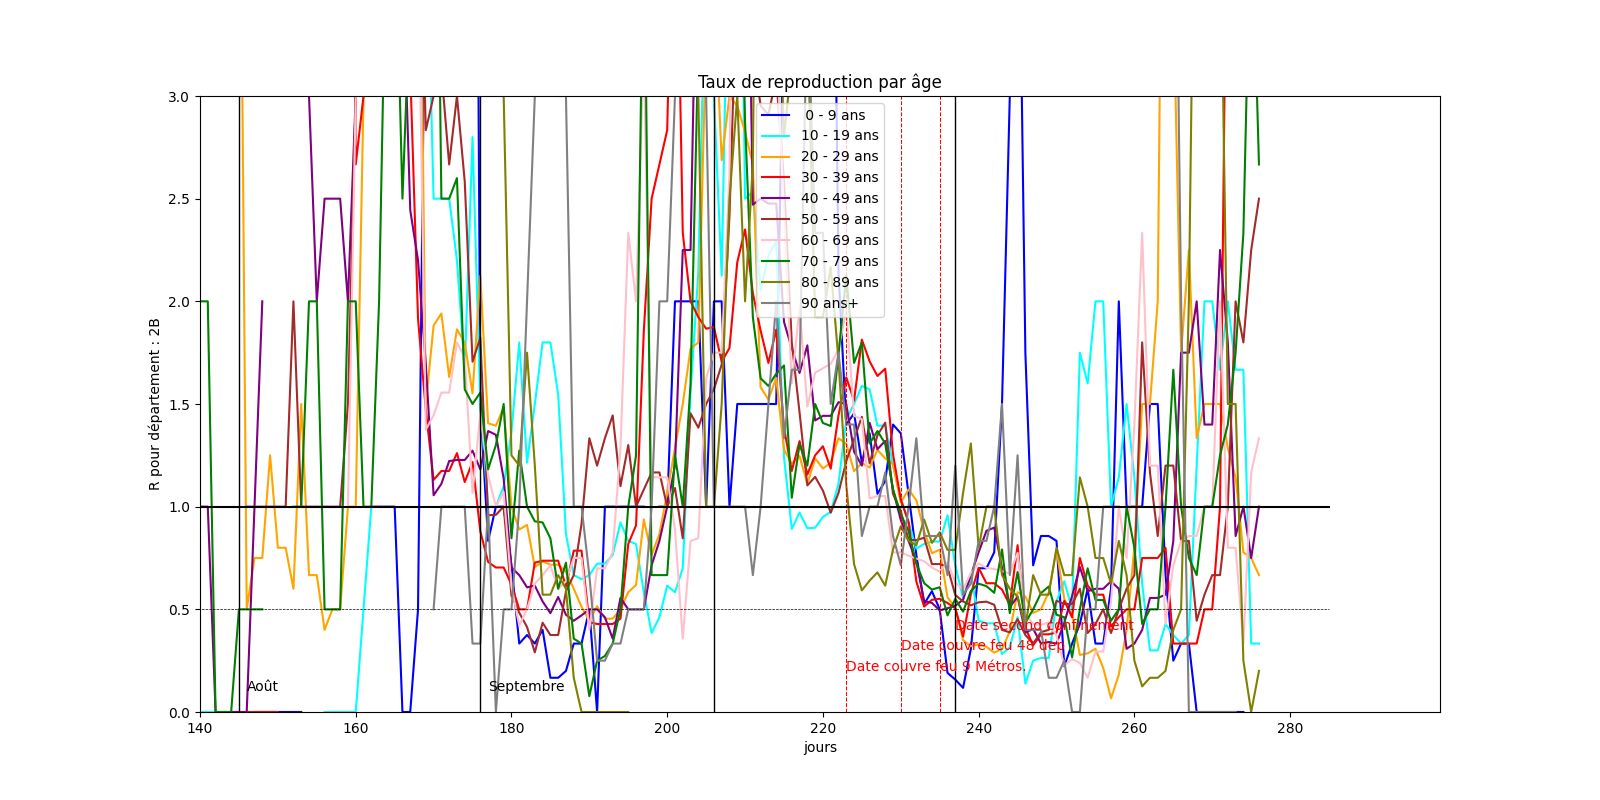 Taux de reproduction par âge
3.0
2.5
2.0
1.5
1.0
0.5
0.0
R pour département : 2B
0 - 9 ans
10 - 19 ans
20 - 29 ans
30 - 39 ans
40 - 49 ans
50 - 59 ans
60 - 69 ans
70 - 79 ans
80 - 89 ans
90 ans+
Date second confinement
Date couvre feu 48 dép
Date couvre feu 9 Métros.
Août
Septembre
140
160
180
200
220
240
260
280
jours